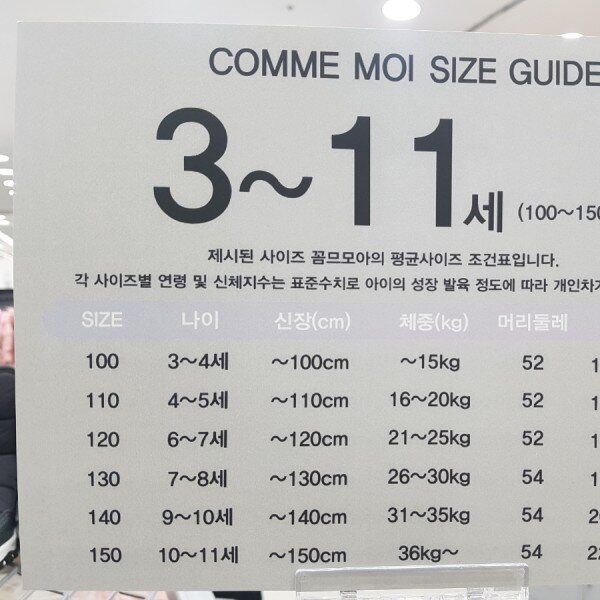 COMME MOI SIZE GUIDE
3~11세 (100~150
제시된 사이즈 꼼므모아의 평균사이즈 조건표입니다.
각 사이즈별 연령 및 신체지수는 표준수치로 아이의 성장 발육 정도에 따라 개인차가
SIZE 나이 신장(cm) 체중(kg) 머리둘레
100 3~4세 ~100cm ~15kg 52
110 4~5세 ~110cm 16~20kg 52
120 6~7세 ~120cm 21~25kg 52
130 7~8세 ~130cm 26~30kg 54
140 9~10세 ~140cm 31~35kg 54
150 10~11세 ~150cm 36kg~ 54